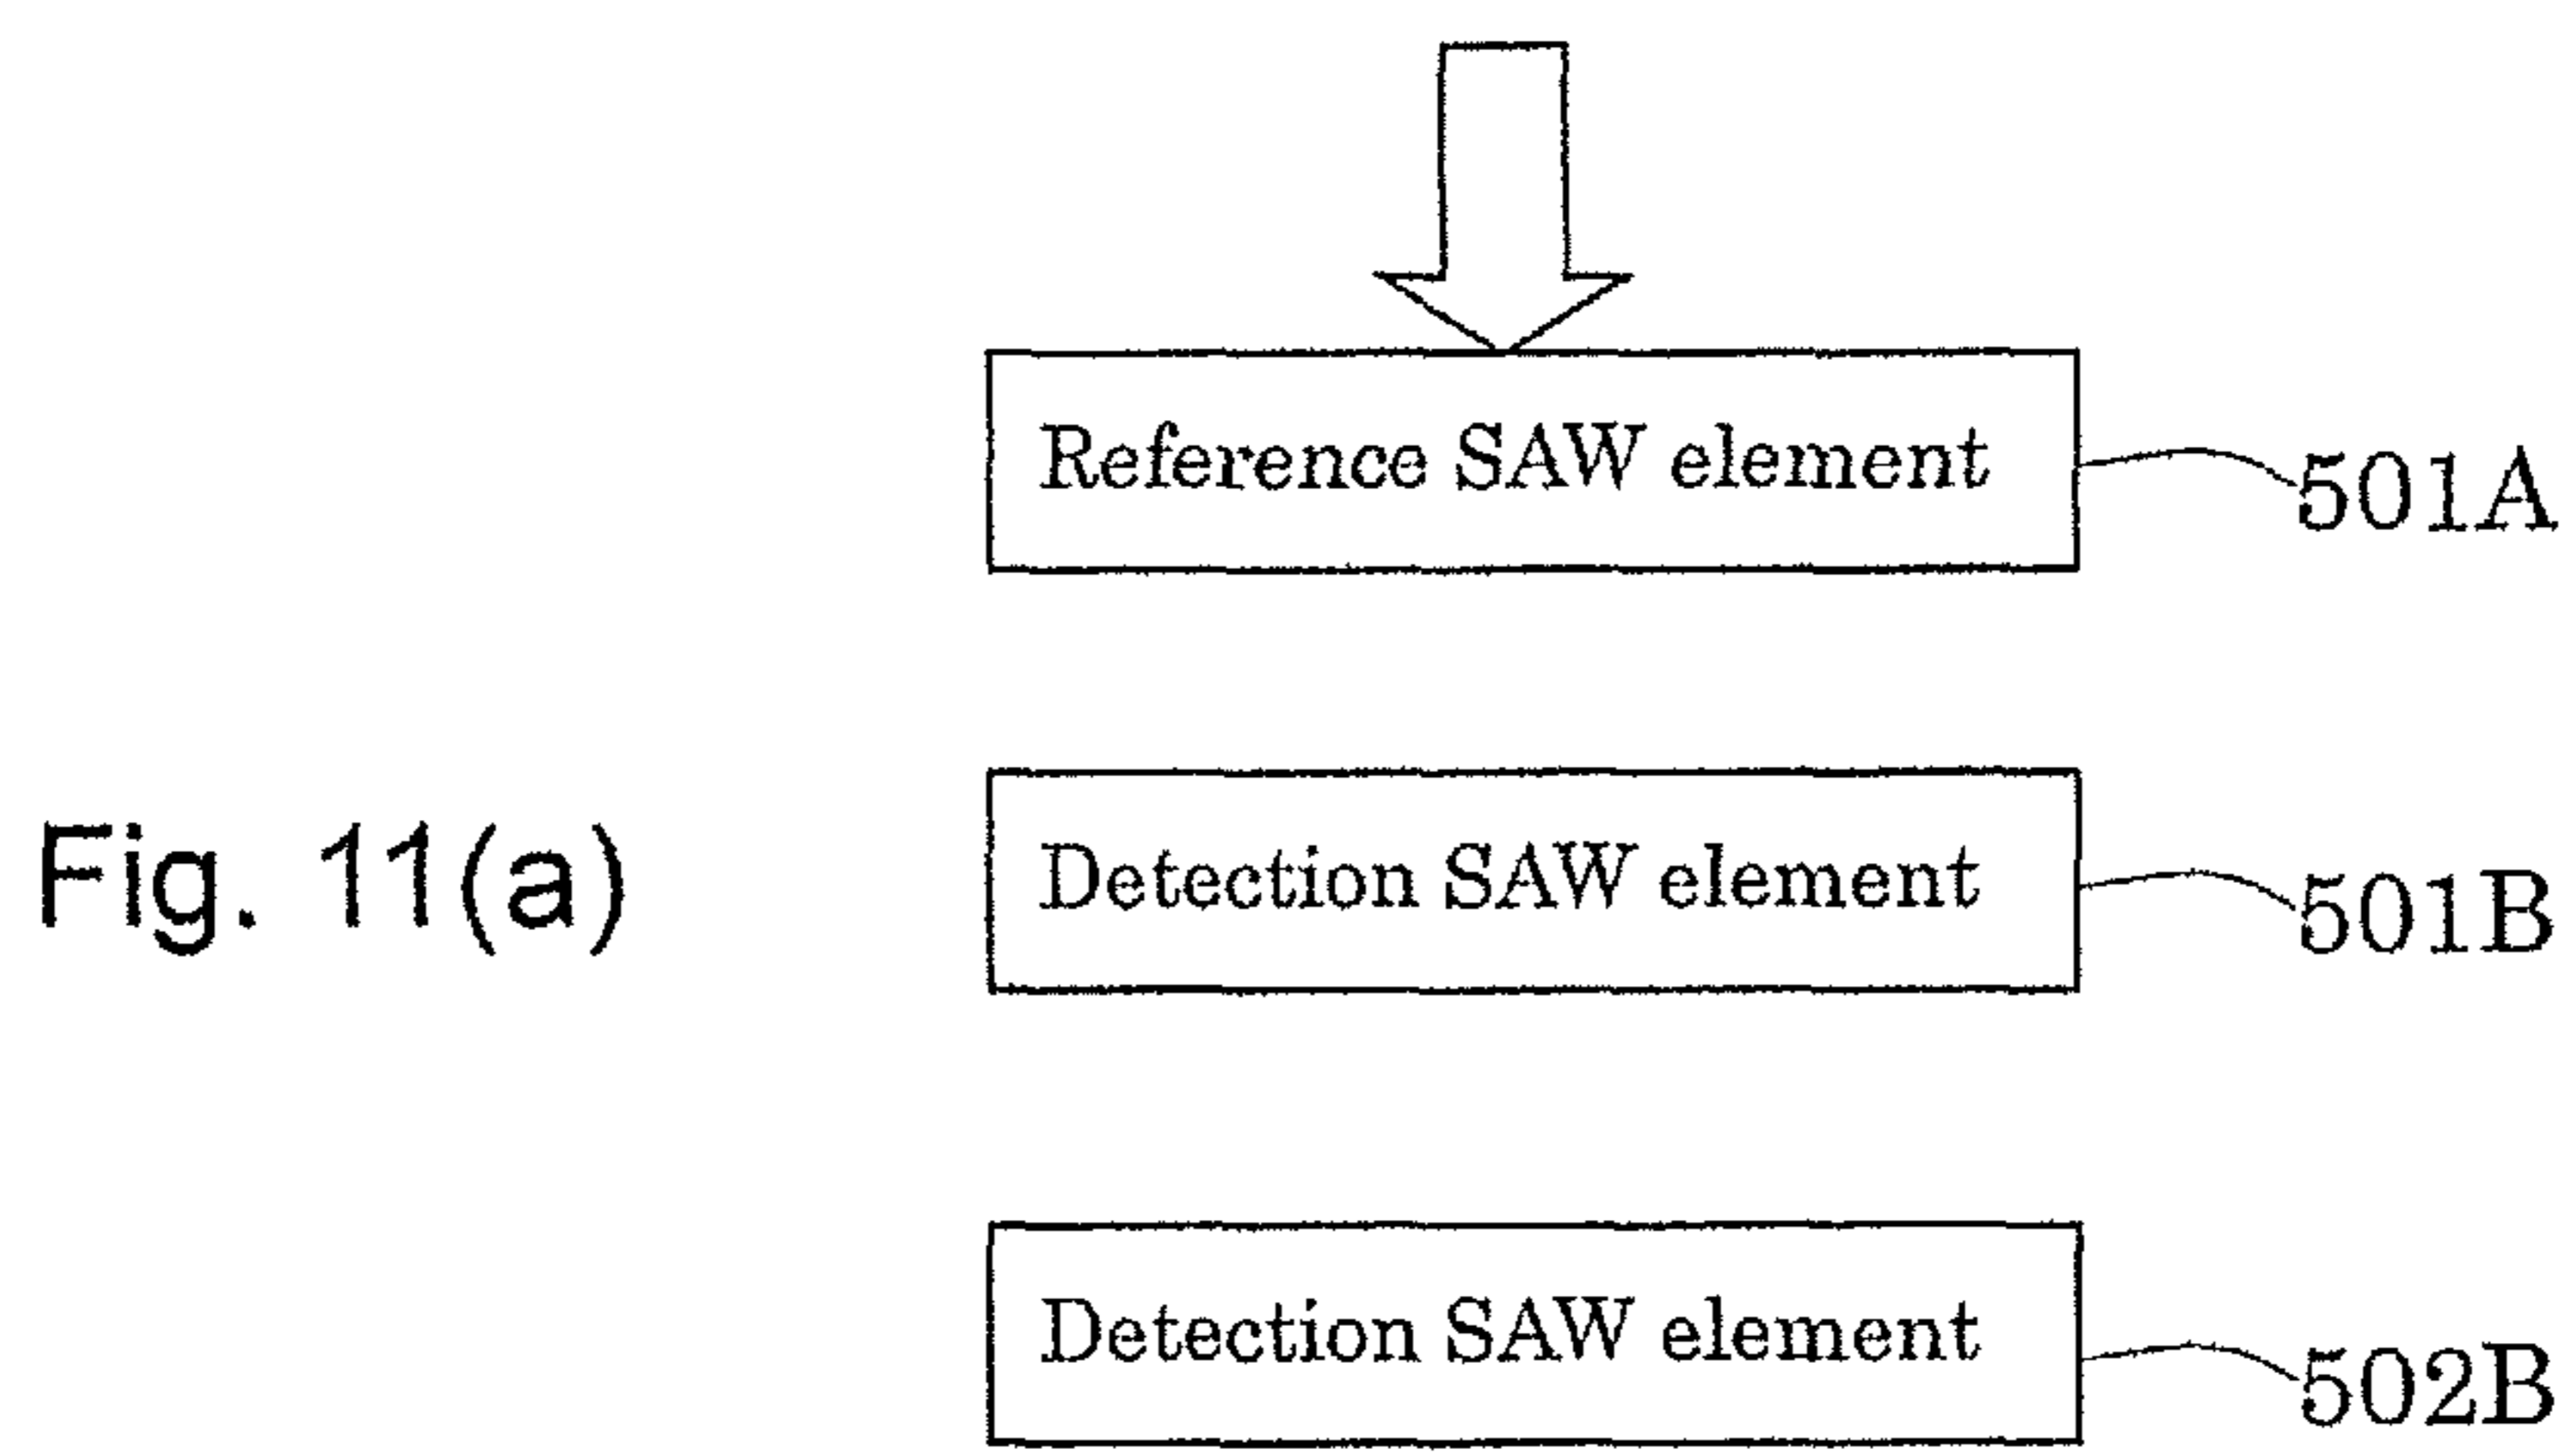 Reference SAW element 501A
Fig. 11(a)
Detection SAW element 501B
Detection SAW element 502B